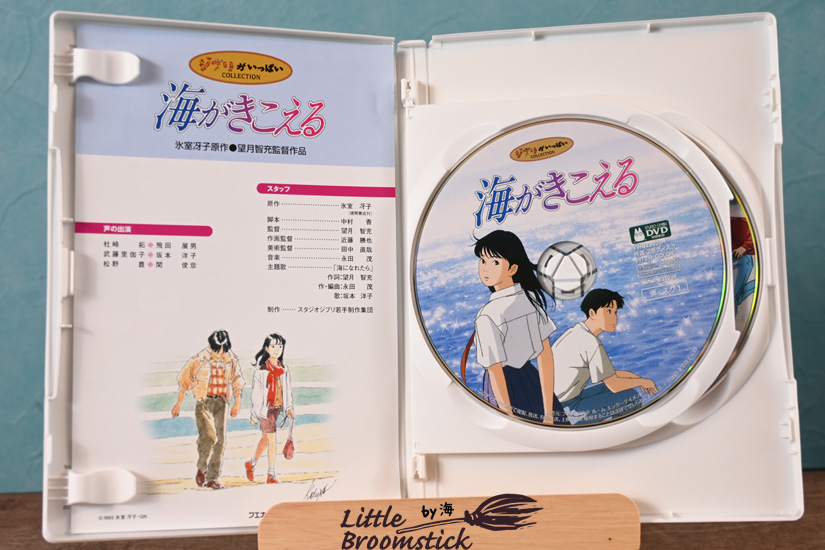 ジブリがいっぱい
COLLECTION
海がきこえる
氷室冴子原作●望月智充監督作品
スタッフ
原作 氷室 冴子
(徳間書店刊)
脚本 中村 香
監督 望月 智充
作画監督 近藤 勝也
美術監督 田中 直哉
音楽 永田 茂
主題歌 「海になれたら」
作詞:望月 智充
作・編曲:永田 茂
歌:坂本 洋子
制作 スタジオジブリ若手制作集団
声の出演
杜崎 拓 飛田 展男
武藤里伽子 坂本 洋子
松野 豊 関 俊彦
ジブリがいっぱい
COLLECTION
海がきこえる
DVD
Little
by海
Broomstick